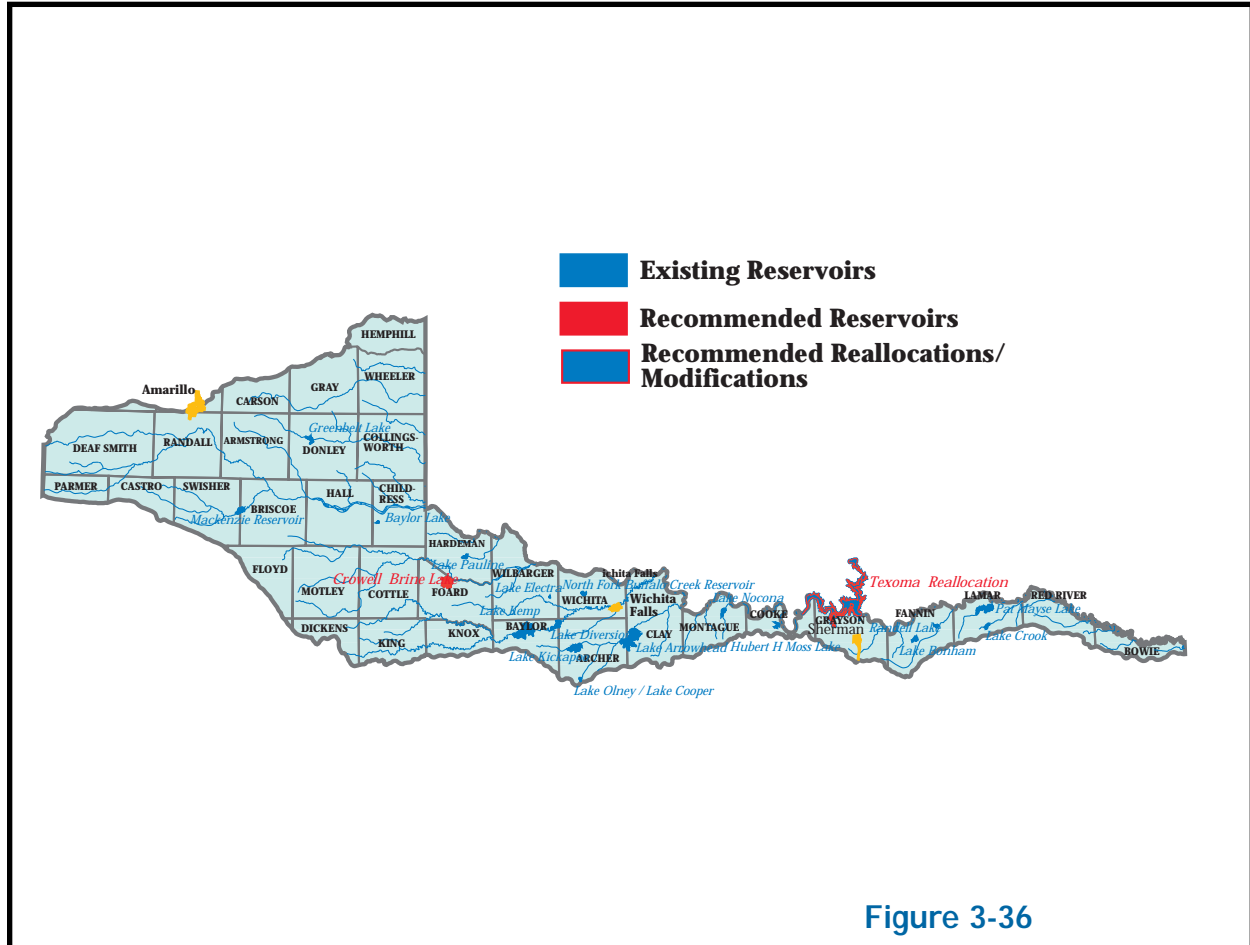 Existing Reservoirs
Recommended Reservoirs
Recommended Reallocations/
Modifications
HEMPHILL
WHEELER
GRAY
Amarillo
CARSON
Greenbelt Lake
COLLINGS-
WORTH
DEAF SMITH
RANDALL
ARMSTRONG
DONLEY
PARMER
CASTRO
SWISHER
HALL
CHILD-
RESS
BRISCOE
Mackenzie Reservoir
Baylor Lake
HARDEMAN
Lake Pauline
FLOYD
WILBARGER
ichita Falls
Crowell Brine Lake
North Fork Buffalo Creek Reservoir
Texoma Reallocation
MOTLEY
COTTLE
FOARD
Lake Electra
WICHITA
Wichita
Falls
Lake Nocona
LAMAR
RED RIVER
Lake Kemp
COOKE
FANNIN
Pat Mayse Lake
GRAYSON
Sherman
Randell Lake
DICKENS
KNOX
BAYLOR
Lake Diversion
CLAY
MONTAGUE
Lake Crook
KING
Lake Kickap
ARCHER
Lake Arrowhead
Hubert H Moss Lake
Lake Bonham
BOWIE
Lake Olney / Lake Cooper
Figure 3-36